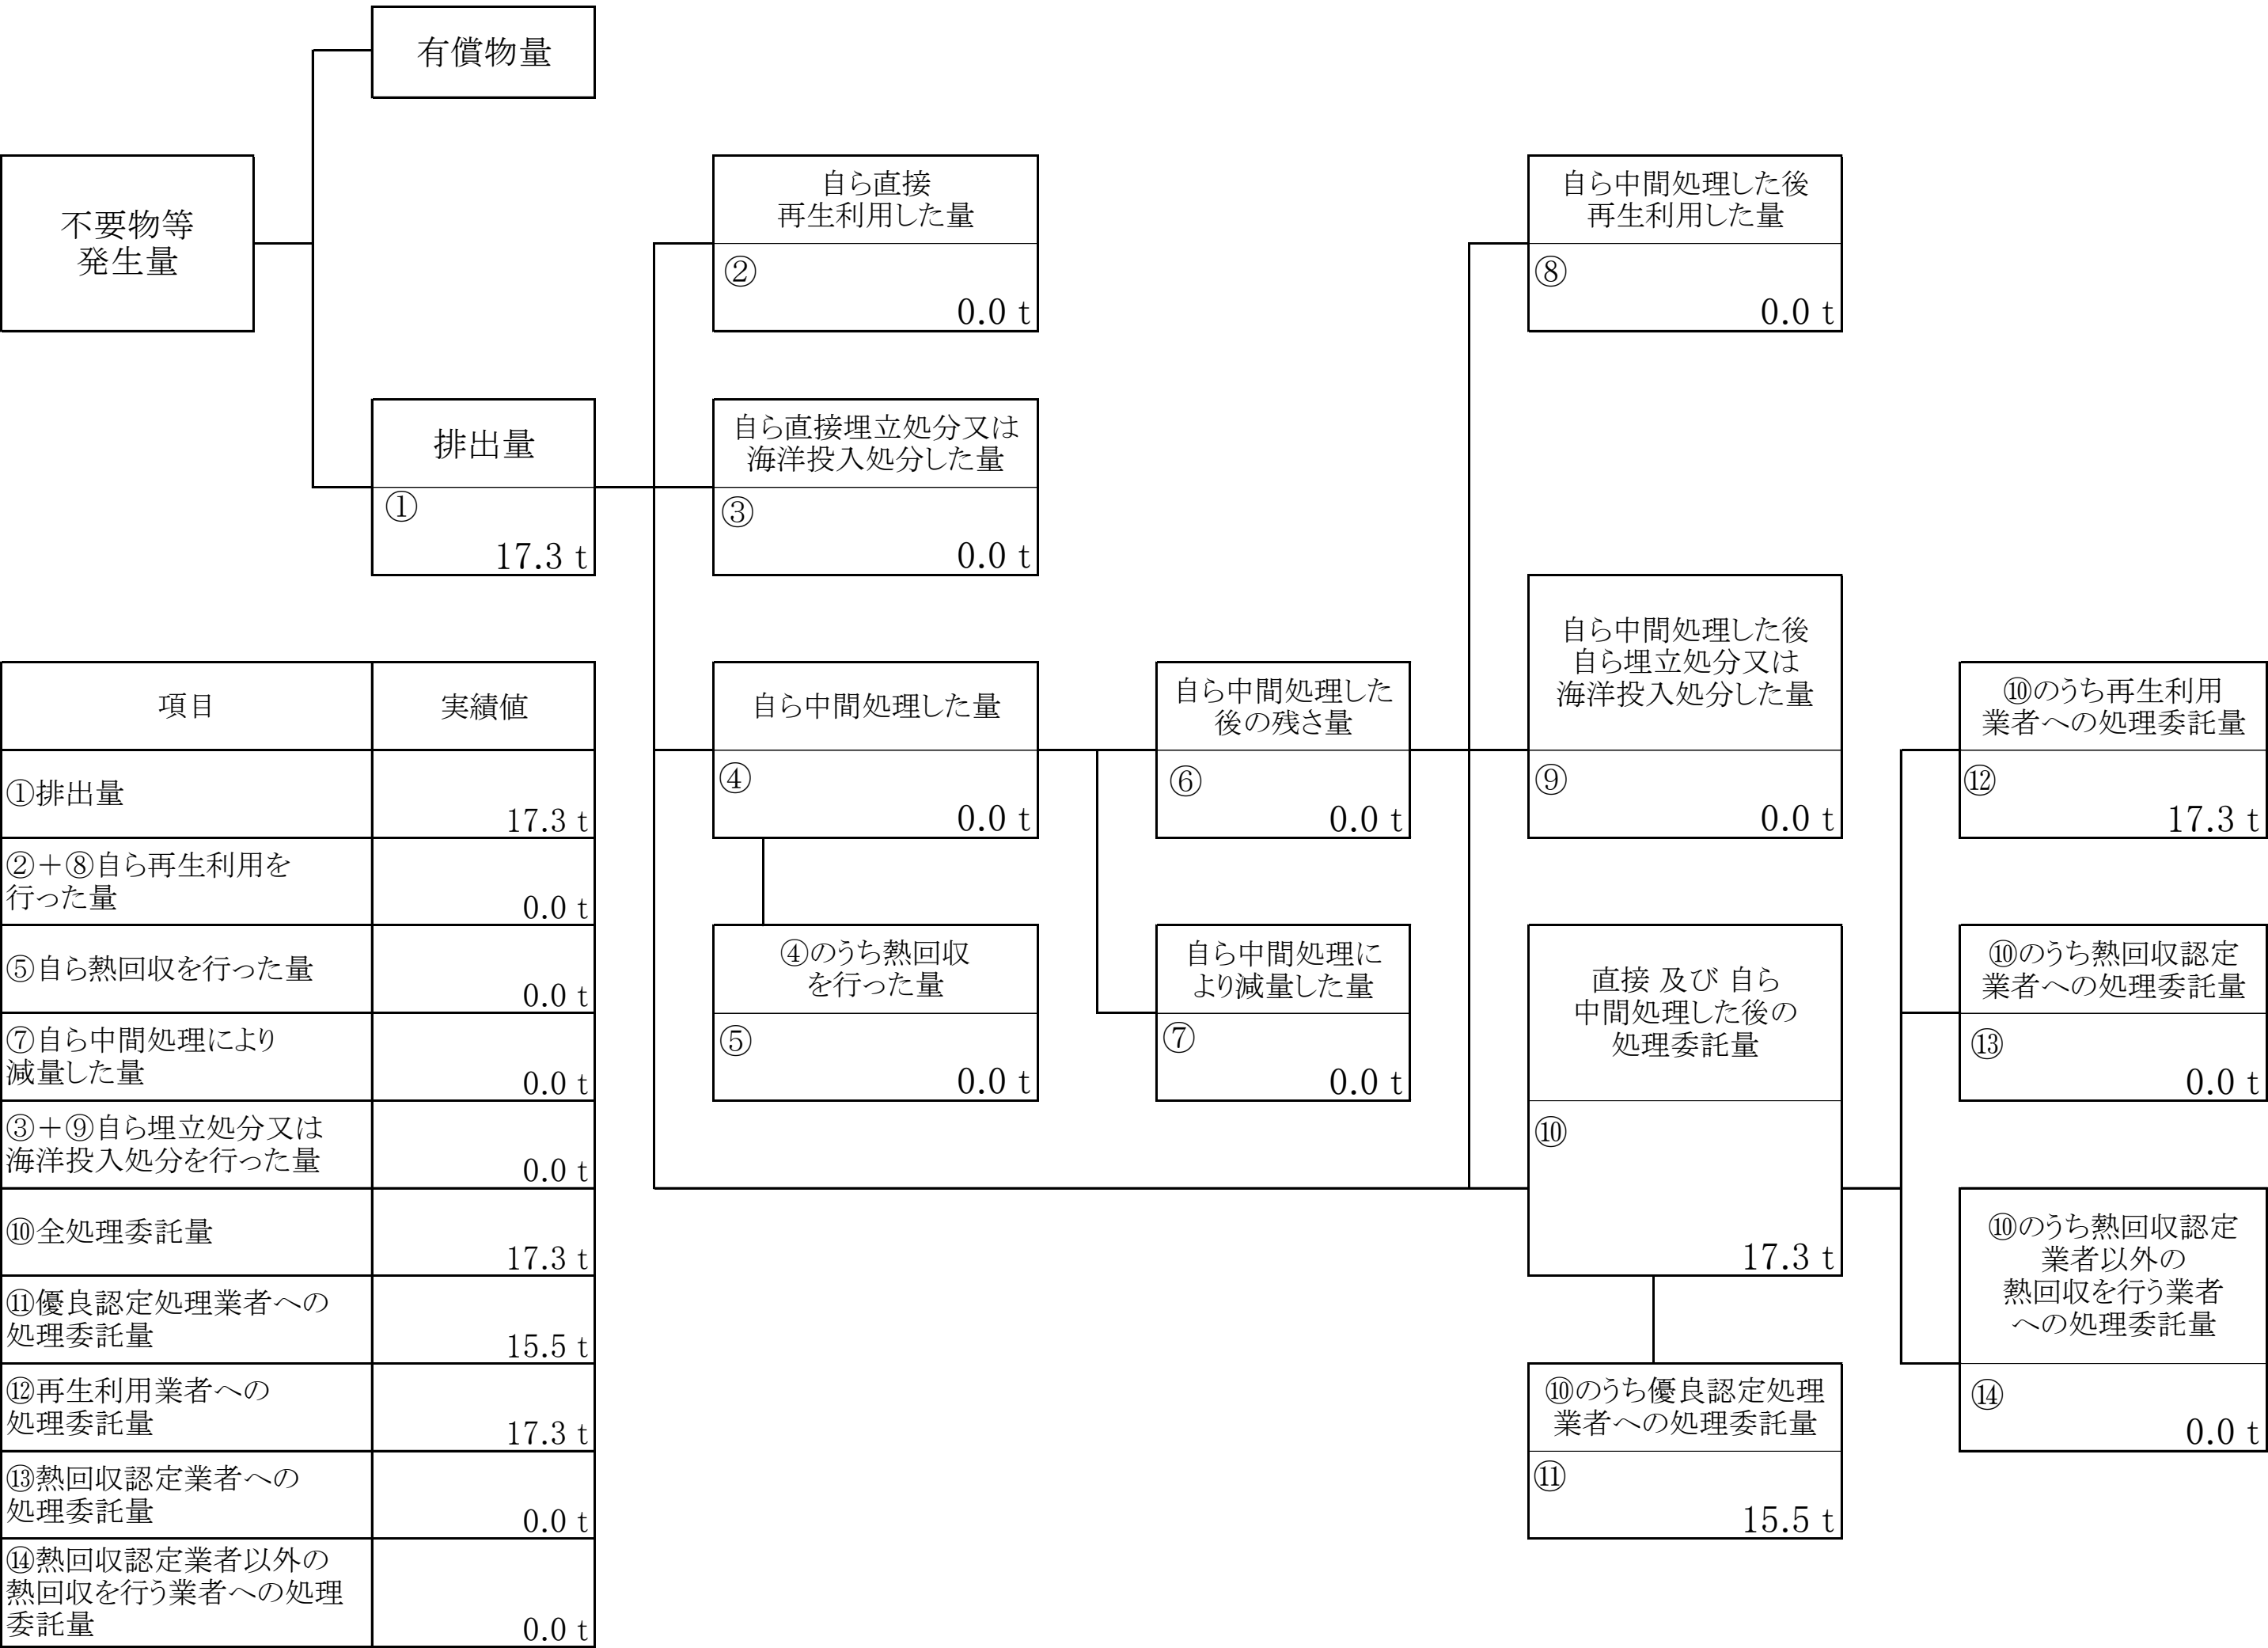 有償物量
不要物等
発生量
排出量
①
17.3 t
自ら直接
再生利用した量
②
0.0 t
自ら直接埋立処分又は
海洋投入処分した量
③
0.0 t
自ら中間処理した量
④
0.0 t
④のうち熱回収
を行った量
⑤
0.0 t
自ら中間処理した
後の残さ量
⑥
0.0 t
自ら中間処理に
より減量した量
⑦
0.0 t
自ら中間処理した後
再生利用した量
⑧
0.0 t
自ら中間処理した後
自ら埋立処分又は
海洋投入処分した量
⑨
0.0 t
直接 及び 自ら
中間処理した後の
処理委託量
⑩
17.3 t
⑩のうち優良認定処理
業者への処理委託量
⑪
15.5 t
⑩のうち再生利用
業者への処理委託量
⑫
17.3 t
⑩のうち熱回収認定
業者への処理委託量
⑬
0.0 t
⑩のうち熱回収認定
業者以外の
熱回収を行う業者
への処理委託量
⑭
0.0 t
項目
実績値
①排出量
17.3 t
②＋⑧自ら再生利用を
行った量
0.0 t
⑤自ら熱回収を行った量
0.0 t
⑦自ら中間処理により
減量した量
0.0 t
③＋⑨自ら埋立処分又は
海洋投入処分を行った量
0.0 t
⑩全処理委託量
17.3 t
⑪優良認定処理業者への
処理委託量
15.5 t
⑫再生利用業者への
処理委託量
17.3 t
⑬熱回収認定業者への
処理委託量
0.0 t
⑭熱回収認定業者以外の
熱回収を行う業者への処理
委託量
0.0 t